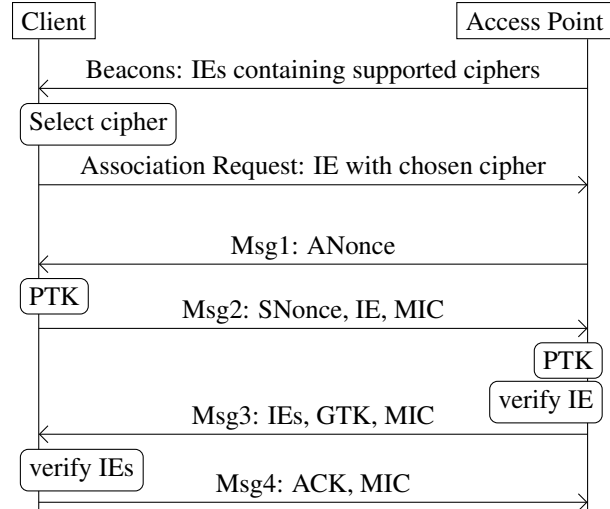 Client
Access Point
Beacons: IEs containing supported ciphers
Select cipher
Association Request: IE with chosen cipher
Msg1: ANonce
PTK
Msg2: SNonce, IE, MIC
PTK
verify IE
Msg3: IEs, GTK, MIC
verify IEs
Msg4: ACK, MIC